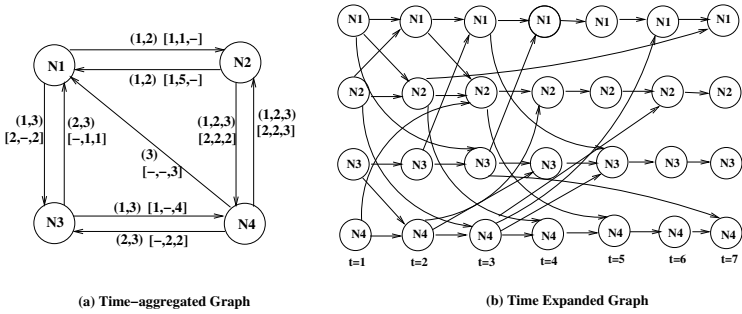 (1,2) [1,1,-]
N1
N2
(1,2) [1,5,-]
(1,3)
[2,-,2]
(2,3)
[-,1,1]
(1,2,3)
[2,2,2]
(1,2,3)
[2,2,3]
(3)
[-,-,3]
N3
(1,3) [1,-,4]
N4
(2,3) [-,2,2]
(a) Time-aggregated Graph
N1 N1 N1 N1 N1 N1 N1
N2 N2 N2 N2 N2 N2 N2
N3 N3 N3 N3 N3 N3 N3
N4 N4 N4 N4 N4 N4 N4
t=1 t=2 t=3 t=4 t=5 t=6 t=7
(b) Time Expanded Graph